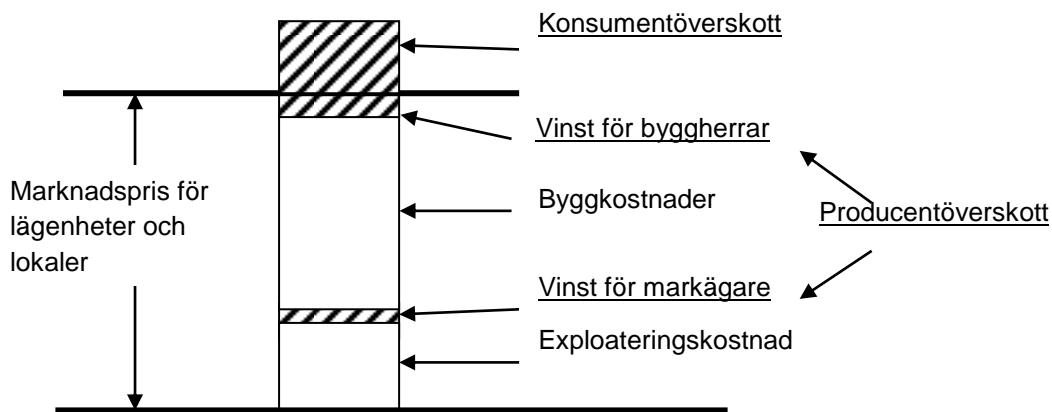 Konsumentöverskott
Vinst för byggherrar
Marknadspris för
lägenheter och
lokaler
Byggkostnader
Producentöverskott
Vinst för markägare
Exploateringskostnad